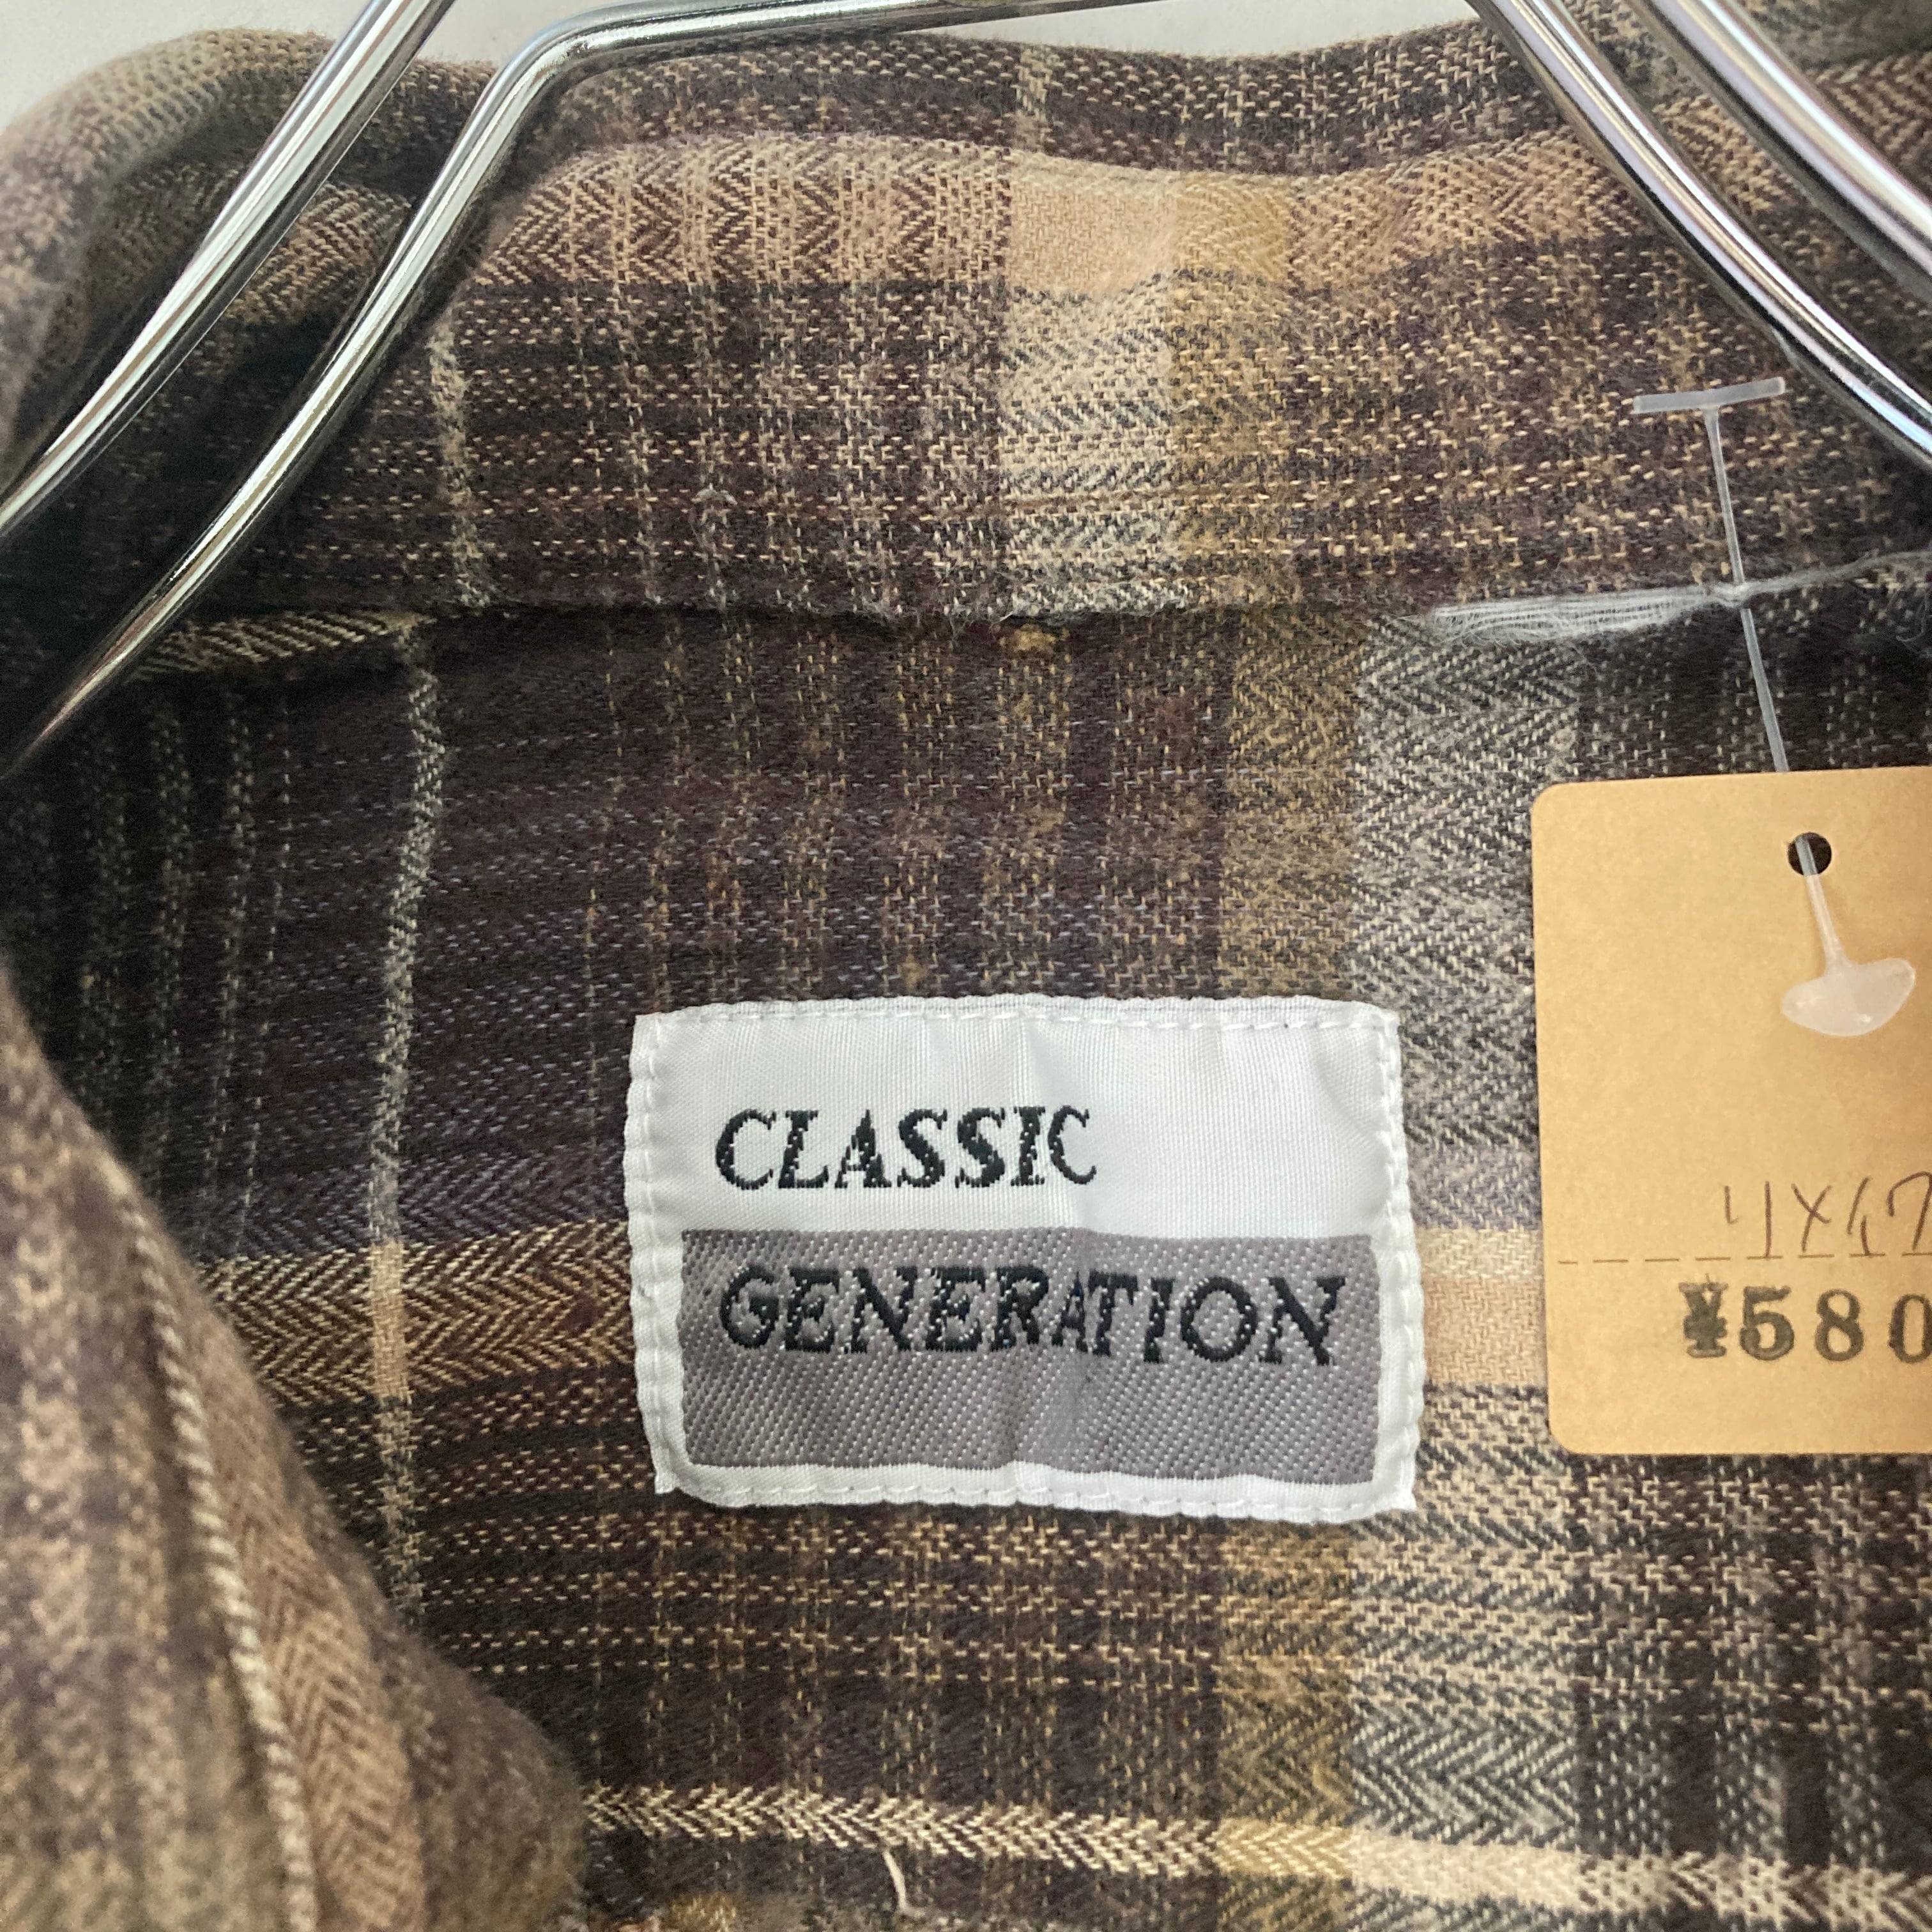 CLASSIC
GENERATION
¥580